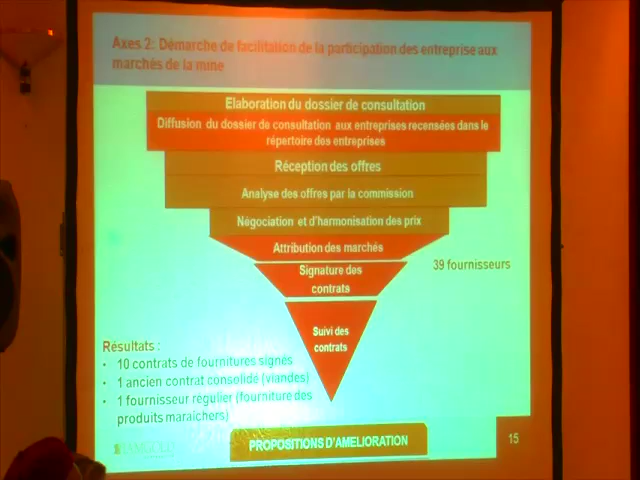 Axes 2: Démarche de facilitation de la participation des entreprise aux
marchés de la mine
Elaboration du dossier de consultation
Diffusion du dossier de consultation aux entreprises recensées dans le
répertoire des entreprises
Réception des offres
Analyse des offres par la commission
Négociation et d'harmonisation des prix
Attribution des marchés
Signature des
contrats
39 fournisseurs
Suivi des
contrats
Résultats :
• 10 contrats de fournitures signés
• 1 ancien contrat consolidé (viandes)
• 1 fournisseur régulier (fourniture des
produits maraichers)
IAMGOLD
PROPOSITIONS D'AMELIORATION
15